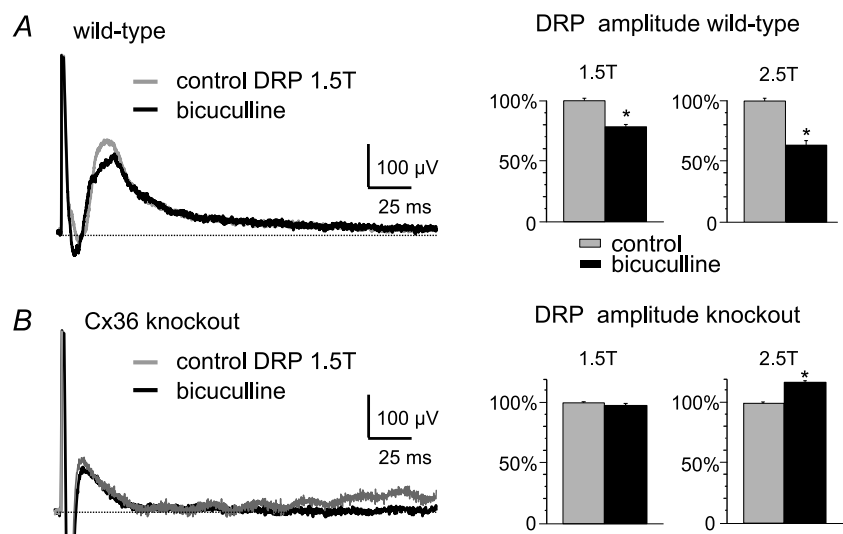 A
wild-type
control DRP 1.5T
bicuculline
100 µV
25 ms
DRP amplitude wild-type
1.5T
100%
50%
0
*
2.5T
100%
50%
0
*
control
bicuculline
B
Cx36 knockout
control DRP 1.5T
bicuculline
100 µV
25 ms
DRP amplitude knockout
1.5T
100%
50%
0
2.5T
100%
50%
0
*